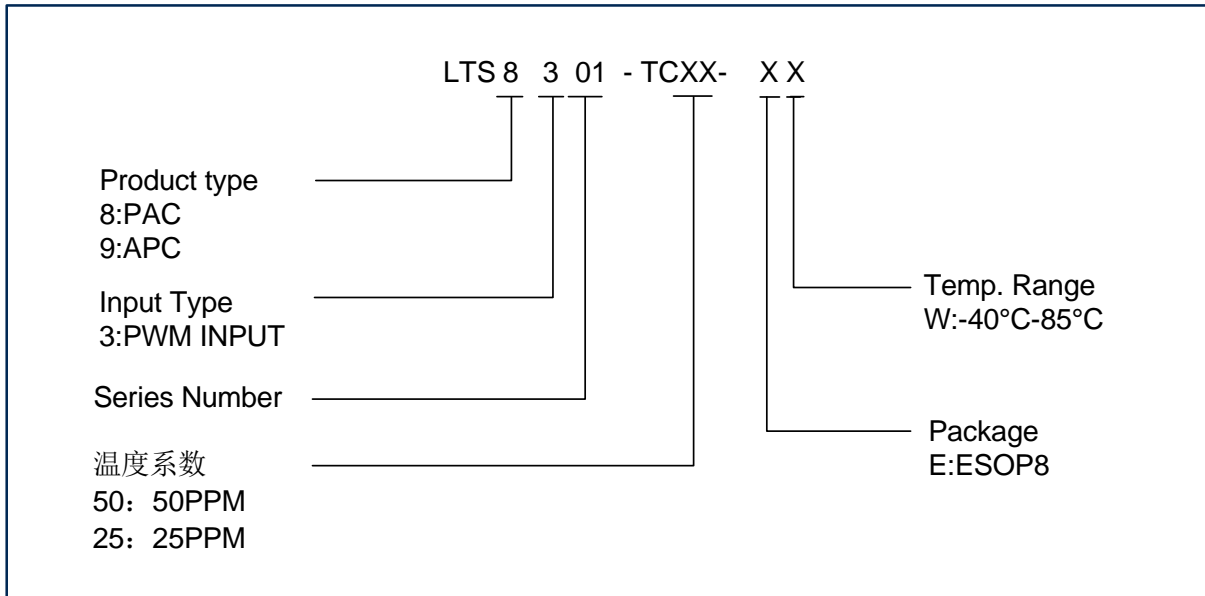 LTS 8 3 01 - TCXX- X X
Product type
8:PAC
9:APC
Input Type
3:PWM INPUT
Series Number
温度系数
50：50PPM
25：25PPM
Temp. Range
W:-40°C-85°C
Package
E:ESOP8